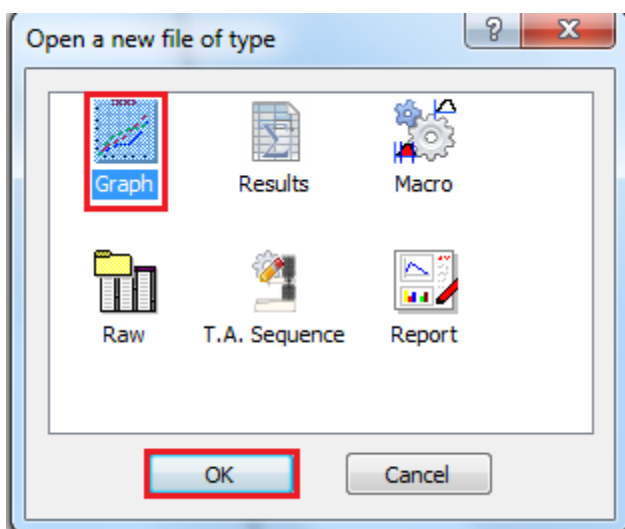 Open a new file of type
Graph Results Macro
Raw T.A. Sequence Report
OK Cancel